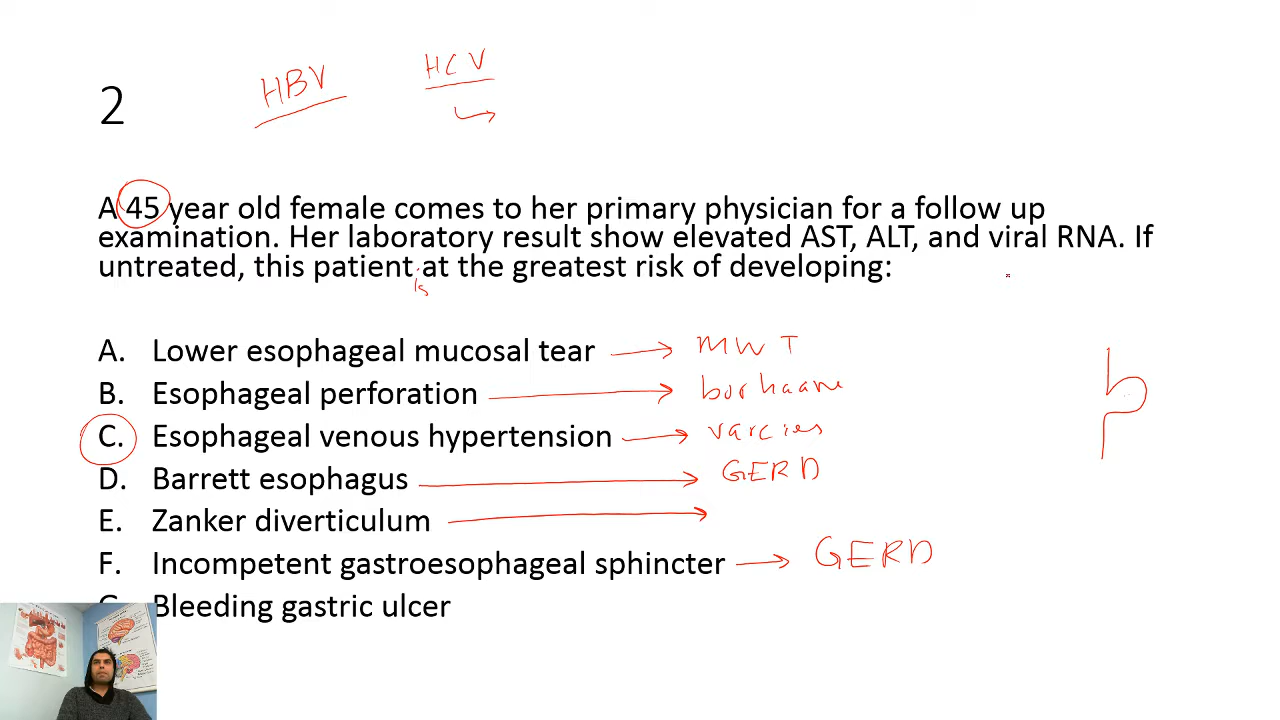 HBV
HCV
2
A 45 year old female comes to her primary physician for a follow up
examination. Her laboratory result show elevated AST, ALT, and viral RNA. If
untreated, this patient at the greatest risk of developing:
is
A. Lower esophageal mucosal tear MWT
B. Esophageal perforation borhaave
C. Esophageal venous hypertension varcies
D. Barrett esophagus GERD
E. Zanker diverticulum
F. Incompetent gastroesophageal sphincter GERD
Bleeding gastric ulcer